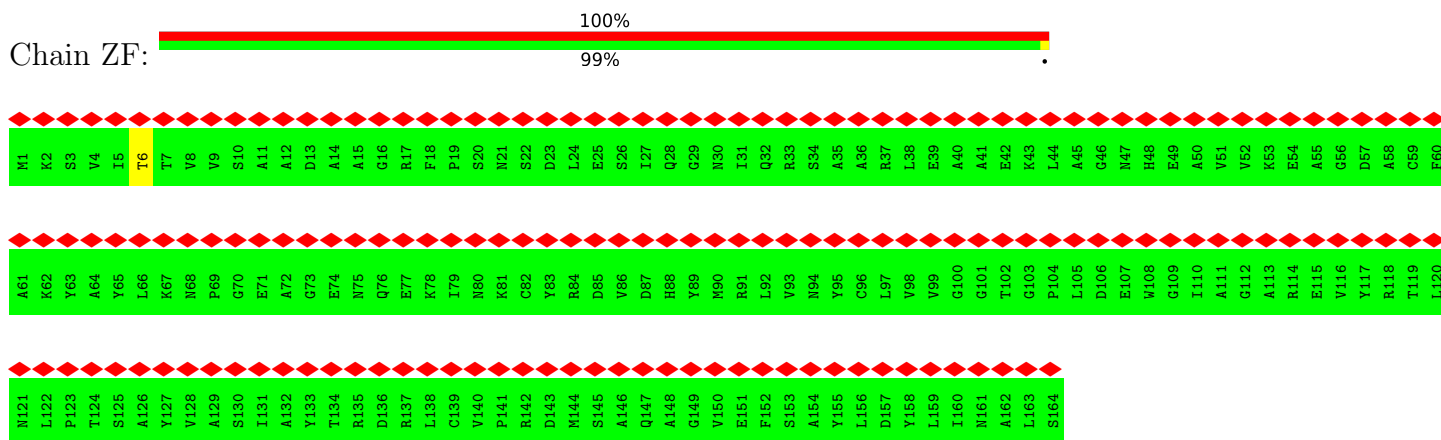 100%
Chain ZF:
99% .
M1 K2 S3 V4 I5 T6 T7 V8 V9 S10 A11 A12 D13 A14 A15 G16 R17 F18 P19 S20 N21 S22 D23 L24 E25 S26 I27 Q28 G29 N30 I31 Q32 R33 S34 A35 A36 R37 L38 E39 A40 A41 E42 K43 L44 A45 G46 N47 H48 E49 A50 V51 V52 K53 E54 A55 G56 D57 A58 C59 F60
A61 K62 Y63 A64 Y65 L66 K67 N68 P69 G70 E71 A72 G73 E74 N75 Q76 E77 K78 I79 N80 K81 C82 Y83 R84 D85 V86 D87 H88 Y89 M90 R91 L92 V93 N94 Y95 C96 L97 V98 V99 G100 G101 T102 G103 P104 L105 D106 E107 W108 G109 I110 A111 G112 A113 R114 E115 V116 Y117 R118 T119 L120
N121 L122 P123 T124 S125 A126 Y127 V128 A129 S130 I131 A132 Y133 T134 R135 D136 R137 L138 C139 V140 P141 R142 D143 M144 S145 A146 Q147 A148 G149 V150 E151 F152 S153 A154 Y155 L156 D157 Y158 L159 I160 N161 A162 L163 S164